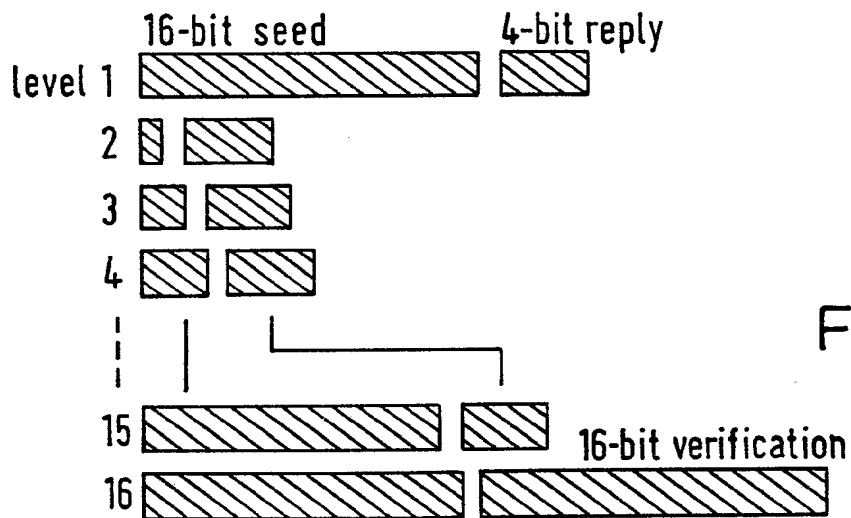 16-bit seed 4-bit reply
level 1
2
3
4
F
15
16-bit verification
16